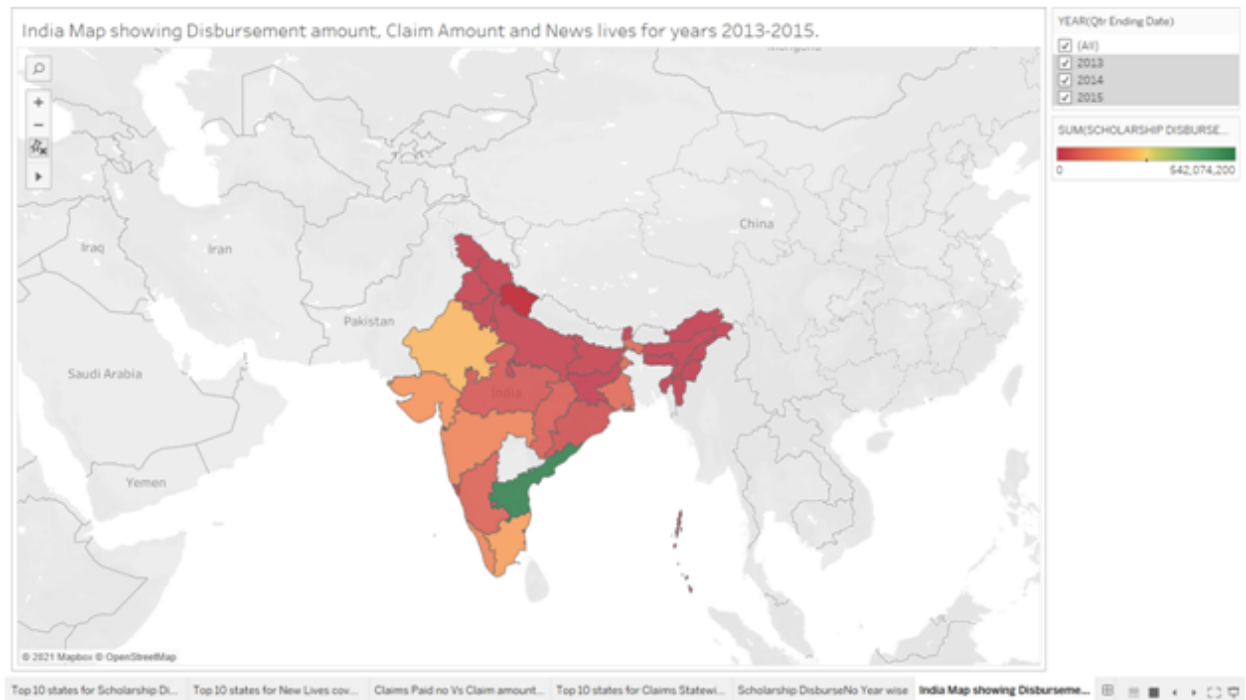 India Map showing Disbursement amount, Claim Amount and News lives for years 2013-2015.
YEAR(Qtr Ending Date)
(All)
2013
2014
2015
SUM(SCHOLARSHIP DISBURSE...
0 542,074,200
China
Iraq
Iran
Pakistan
Saudi Arabia
India
Yemen
© 2021 Mapbox © OpenStreetMap
Top 10 states for Scholarship Di... Top 10 states for New Lives cov... Claims Paid no Vs Claim amount... Top 10 states for Claims Statewi... Scholarship DisburseNo Year wise India Map showing Disburseme...